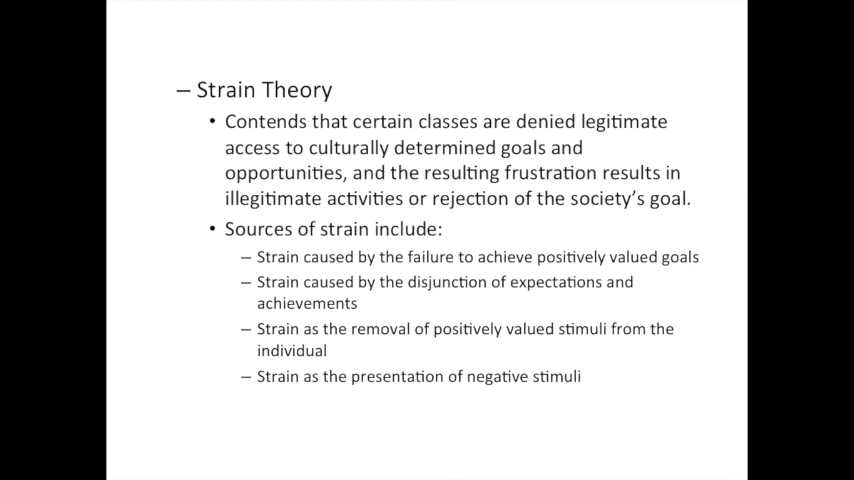 – Strain Theory
• Contends that certain classes are denied legitimate
access to culturally determined goals and
opportunities, and the resulting frustration results in
illegitimate activities or rejection of the society’s goal.
• Sources of strain include:
– Strain caused by the failure to achieve positively valued goals
– Strain caused by the disjunction of expectations and
achievements
– Strain as the removal of positively valued stimuli from the
individual
– Strain as the presentation of negative stimuli